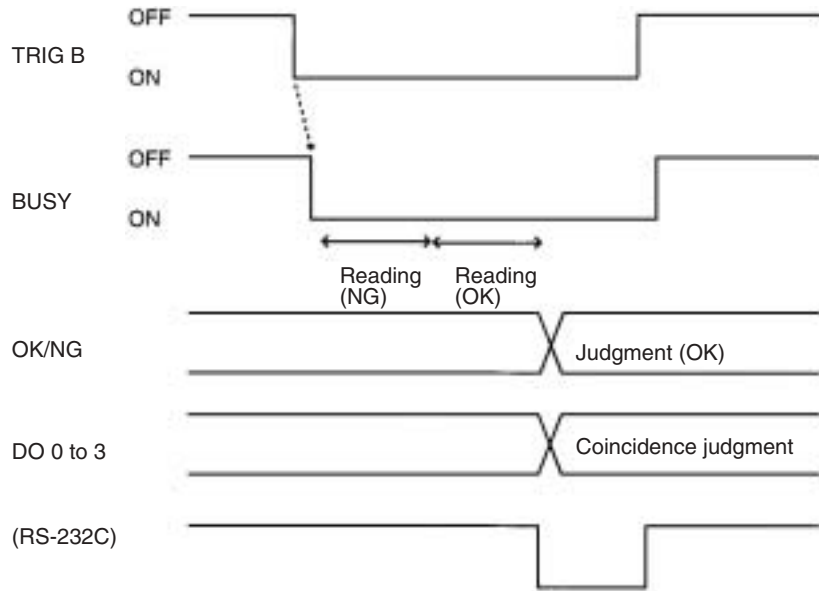 OFF
TRIG B
ON
OFF
BUSY
ON
Reading
(NG)
Reading
(OK)
OK/NG
Judgment (OK)
DO 0 to 3
Coincidence judgment
(RS-232C)